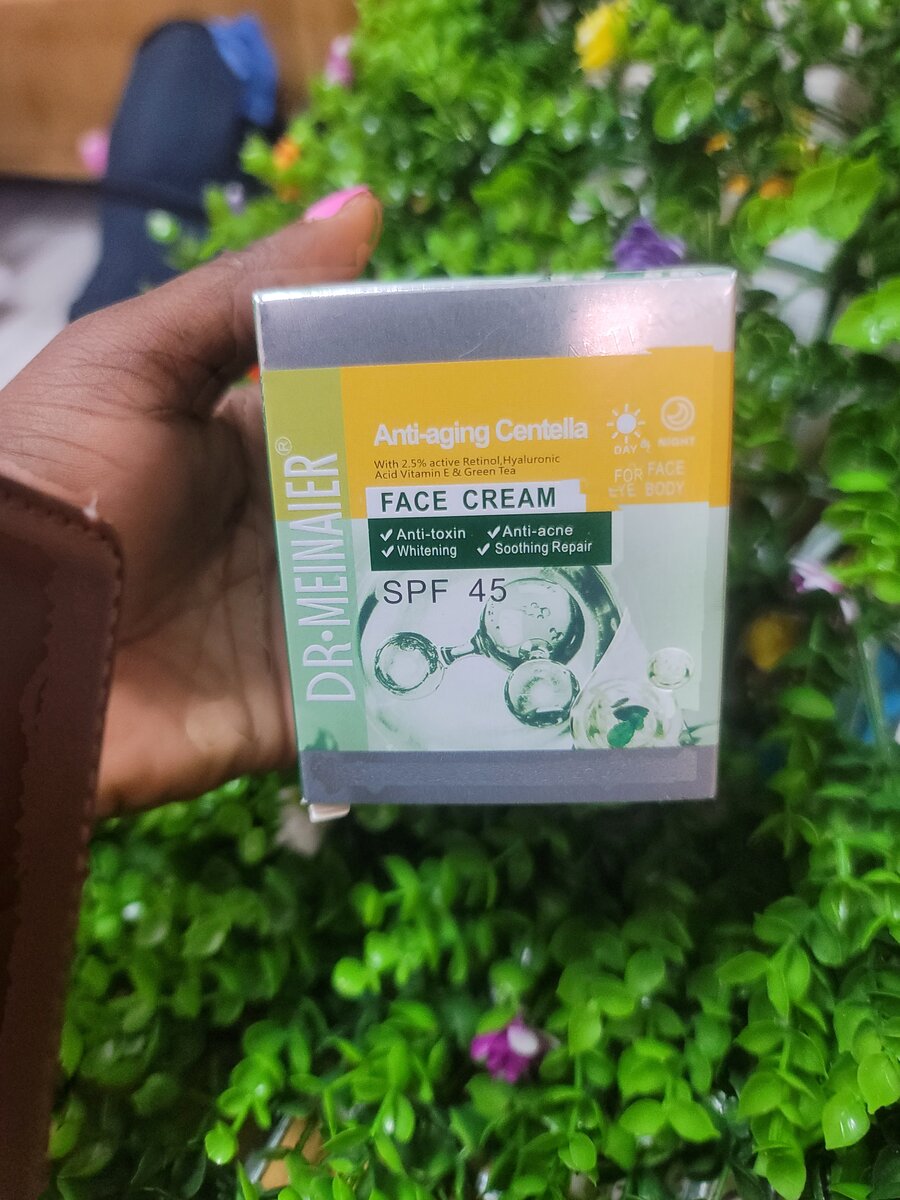 DR·MEINAIER®
Anti-aging Centella
With 2.5% active Retinol,Hyaluronic
Acid Vitamin E & Green Tea
FACE CREAM
✓Anti-toxin ✓Anti-acne
✓Whitening ✓Soothing Repair
SPF 45
DAY & NIGHT
FOR FACE
EYE BODY